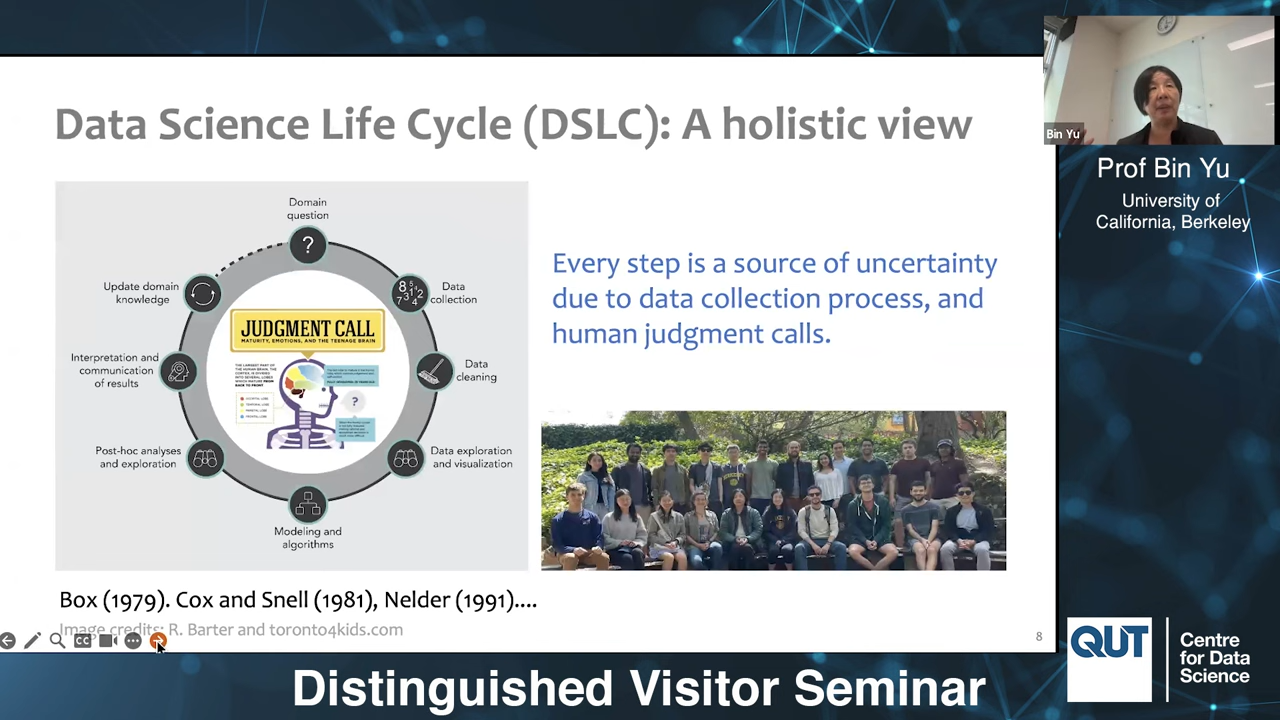 Data Science Life Cycle (DSLC): A holistic view
Domain
question
Data
collection
Data
cleaning
Data exploration
and visualization
Modeling and
algorithms
Post-hoc analyses
and exploration
Interpretation and
communication
of results
Update domain
knowledge
?
JUDGMENT CALL
MATURITY, EMOTIONS, AND THE TEENAGE BRAIN
?
Every step is a source of uncertainty
due to data collection process, and
human judgment calls.
Box (1979). Cox and Snell (1981), Nelder (1991)....
Image credits: R. Barter and toronto4kids.com
CC
8
Bin Yu
Prof Bin Yu
University of
California, Berkeley
QUT
Centre
for Data
Science
Distinguished Visitor Seminar